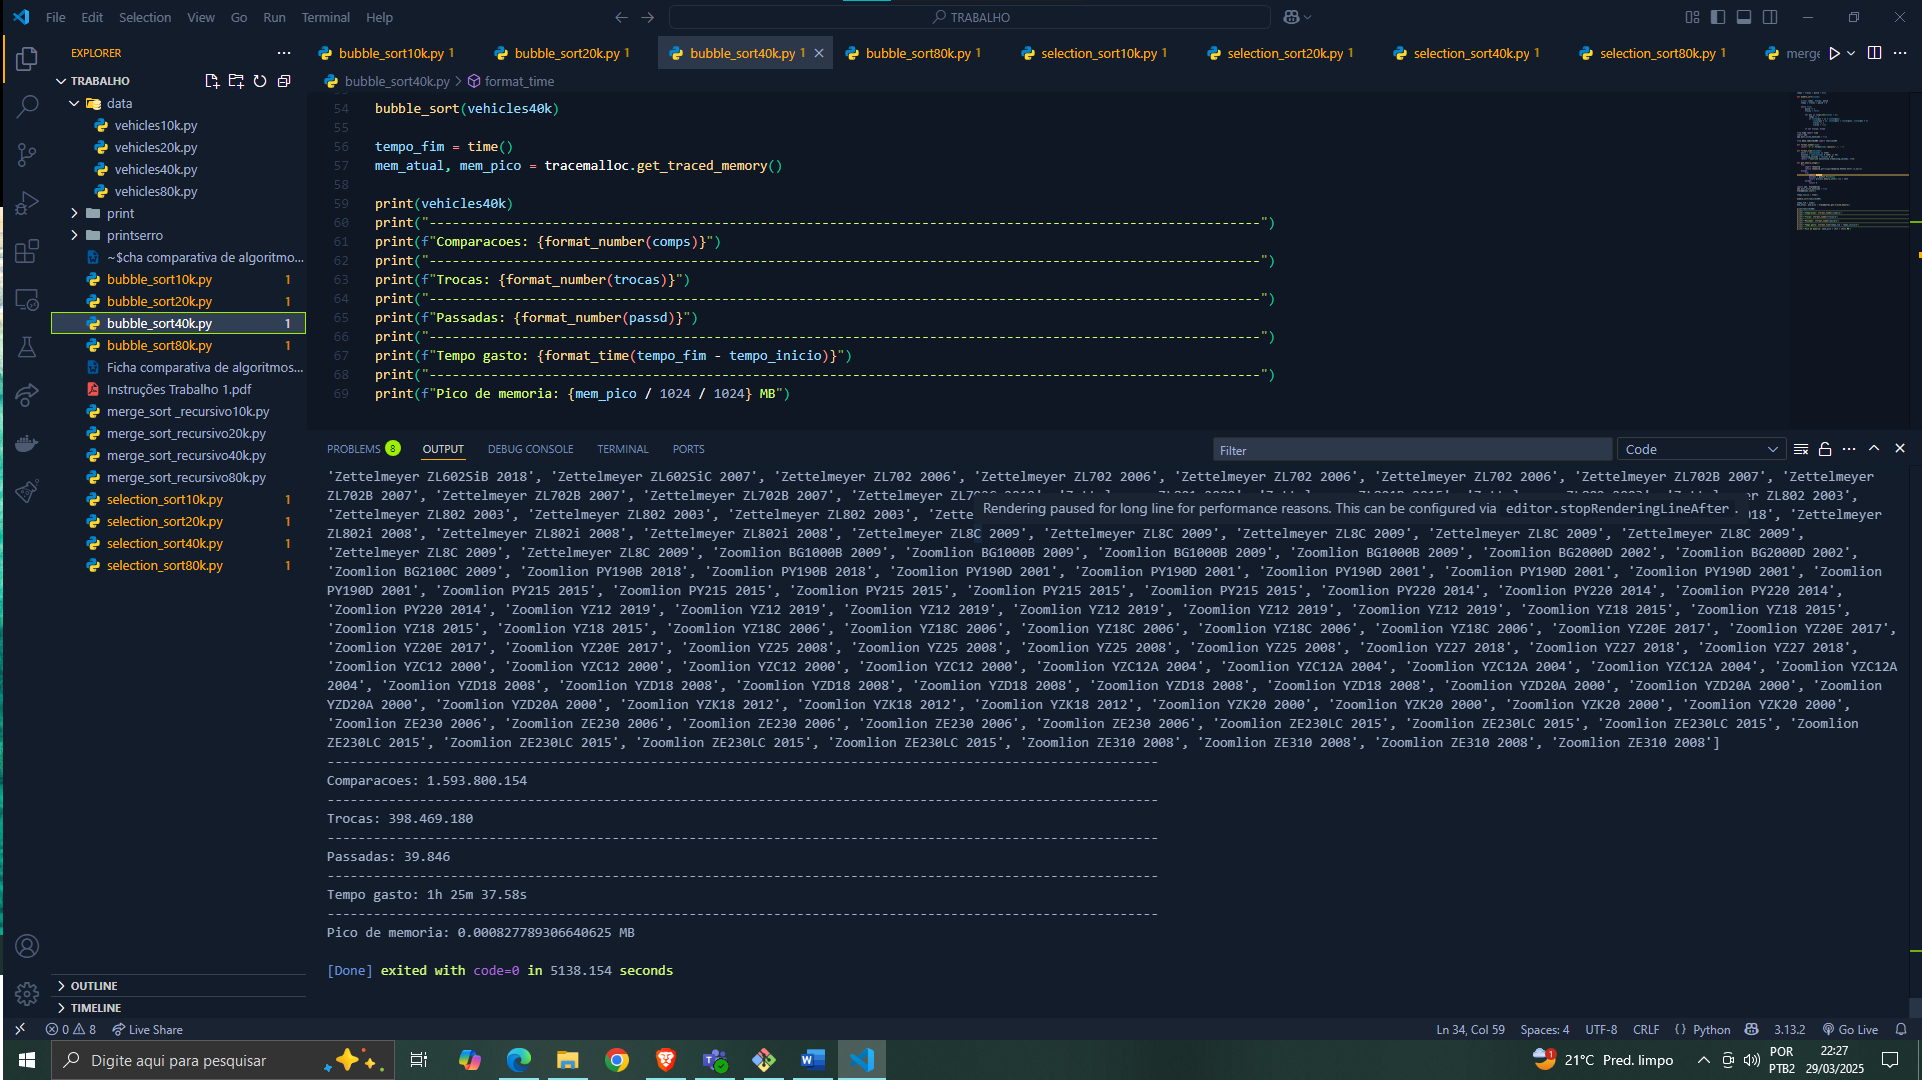 File Edit Selection View Go Run Terminal Help
TRABALHO
EXPLORER
TRABALHO
data
vehicles10k.py
vehicles20k.py
vehicles40k.py
vehicles80k.py
print
printserro
~$cha comparativa de algoritmo...
bubble_sort10k.py 1
bubble_sort20k.py 1
bubble_sort40k.py 1
bubble_sort80k.py 1
Ficha comparativa de algoritmos...
Instruções Trabalho 1.pdf
merge_sort _recursivo10k.py
merge_sort_recursivo20k.py
merge_sort_recursivo40k.py
merge_sort_recursivo80k.py
selection_sort10k.py 1
selection_sort20k.py 1
selection_sort40k.py 1
selection_sort80k.py 1
OUTLINE
TIMELINE
bubble_sort10k.py 1 bubble_sort20k.py 1 bubble_sort40k.py 1 bubble_sort80k.py 1 selection_sort10k.py 1 selection_sort20k.py 1 selection_sort40k.py 1 selection_sort80k.py 1 merge
bubble_sort40k.py > format_time
54 bubble_sort(vehicles40k)
55
56 tempo_fim = time()
57 mem_atual, mem_pico = tracemalloc.get_traced_memory()
58
59 print(vehicles40k)
60 print("------------------------------------------------------------------------------------------------------------")
61 print(f"Comparacoes: {format_number(comps)}")
62 print("------------------------------------------------------------------------------------------------------------")
63 print(f"Trocas: {format_number(trocas)}")
64 print("------------------------------------------------------------------------------------------------------------")
65 print(f"Passadas: {format_number(passd)}")
66 print("------------------------------------------------------------------------------------------------------------")
67 print(f"Tempo gasto: {format_time(tempo_fim - tempo_inicio)}")
68 print("------------------------------------------------------------------------------------------------------------")
69 print(f"Pico de memoria: {mem_pico / 1024 / 1024} MB")
PROBLEMS 8 OUTPUT DEBUG CONSOLE TERMINAL PORTS
Filter
Code
'Zettelmeyer ZL602SiB 2018', 'Zettelmeyer ZL602SiC 2007', 'Zettelmeyer ZL702 2006', 'Zettelmeyer ZL702 2006', 'Zettelmeyer ZL702 2006', 'Zettelmeyer ZL702 2006', 'Zettelmeyer ZL702B 2007', 'Zettelmeyer
ZL702B 2007', 'Zettelmeyer ZL702B 2007', 'Zettelmeyer ZL702B 2007', 'Zettelmeyer ZL802 2003',
'Zettelmeyer ZL802 2003', 'Zettelmeyer ZL802 2003', 'Zettelmeyer ZL802 2003', 'Zette 18', 'Zettelmeyer
Rendering paused for long line for performance reasons. This can be configured via editor.stopRenderingLineAfter .
ZL802i 2008', 'Zettelmeyer ZL802i 2008', 'Zettelmeyer ZL802i 2008', 'Zettelmeyer ZL8C 2009', 'Zettelmeyer ZL8C 2009', 'Zettelmeyer ZL8C 2009', 'Zettelmeyer ZL8C 2009', 'Zettelmeyer ZL8C 2009',
'Zettelmeyer ZL8C 2009', 'Zettelmeyer ZL8C 2009', 'Zoomlion BG1000B 2009', 'Zoomlion BG1000B 2009', 'Zoomlion BG1000B 2009', 'Zoomlion BG1000B 2009', 'Zoomlion BG2000D 2002', 'Zoomlion BG2000D 2002',
'Zoomlion BG2100C 2009', 'Zoomlion PY190B 2018', 'Zoomlion PY190B 2018', 'Zoomlion PY190D 2001', 'Zoomlion PY190D 2001', 'Zoomlion PY190D 2001', 'Zoomlion PY190D 2001', 'Zoomlion PY190D 2001', 'Zoomlion
PY190D 2001', 'Zoomlion PY215 2015', 'Zoomlion PY215 2015', 'Zoomlion PY215 2015', 'Zoomlion PY215 2015', 'Zoomlion PY215 2015', 'Zoomlion PY220 2014', 'Zoomlion PY220 2014', 'Zoomlion PY220 2014',
'Zoomlion PY220 2014', 'Zoomlion YZ12 2019', 'Zoomlion YZ12 2019', 'Zoomlion YZ12 2019', 'Zoomlion YZ12 2019', 'Zoomlion YZ12 2019', 'Zoomlion YZ12 2019', 'Zoomlion YZ18 2015', 'Zoomlion YZ18 2015',
'Zoomlion YZ18 2015', 'Zoomlion YZ18 2015', 'Zoomlion YZ18C 2006', 'Zoomlion YZ18C 2006', 'Zoomlion YZ18C 2006', 'Zoomlion YZ18C 2006', 'Zoomlion YZ18C 2006', 'Zoomlion YZ20E 2017', 'Zoomlion YZ20E 2017',
'Zoomlion YZ20E 2017', 'Zoomlion YZ20E 2017', 'Zoomlion YZ25 2008', 'Zoomlion YZ25 2008', 'Zoomlion YZ25 2008', 'Zoomlion YZ25 2008', 'Zoomlion YZ27 2018', 'Zoomlion YZ27 2018', 'Zoomlion YZ27 2018',
'Zoomlion YZC12 2000', 'Zoomlion YZC12 2000', 'Zoomlion YZC12 2000', 'Zoomlion YZC12A 2004', 'Zoomlion YZC12A 2004', 'Zoomlion YZC12A 2004', 'Zoomlion YZC12A 2004', 'Zoomlion YZC12A 2004', 'Zoomlion YZC12A
2004', 'Zoomlion YZD18 2008', 'Zoomlion YZD18 2008', 'Zoomlion YZD18 2008', 'Zoomlion YZD18 2008', 'Zoomlion YZD18 2008', 'Zoomlion YZD18 2008', 'Zoomlion YZD20A 2000', 'Zoomlion YZD20A 2000', 'Zoomlion
YZD20A 2000', 'Zoomlion YZD20A 2000', 'Zoomlion YZK18 2012', 'Zoomlion YZK18 2012', 'Zoomlion YZK18 2012', 'Zoomlion YZK20 2000', 'Zoomlion YZK20 2000', 'Zoomlion YZK20 2000', 'Zoomlion YZK20 2000',
'Zoomlion ZE230 2006', 'Zoomlion ZE230 2006', 'Zoomlion ZE230 2006', 'Zoomlion ZE230 2006', 'Zoomlion ZE230 2006', 'Zoomlion ZE230LC 2015', 'Zoomlion ZE230LC 2015', 'Zoomlion ZE230LC 2015', 'Zoomlion
ZE230LC 2015', 'Zoomlion ZE230LC 2015', 'Zoomlion ZE230LC 2015', 'Zoomlion ZE230LC 2015', 'Zoomlion ZE310 2008', 'Zoomlion ZE310 2008', 'Zoomlion ZE310 2008', 'Zoomlion ZE310 2008']
------------------------------------------------------------------------------------------------------------
Comparacoes: 1.593.800.154
------------------------------------------------------------------------------------------------------------
Trocas: 398.469.180
------------------------------------------------------------------------------------------------------------
Passadas: 39.846
------------------------------------------------------------------------------------------------------------
Tempo gasto: 1h 25m 37.58s
------------------------------------------------------------------------------------------------------------
Pico de memoria: 0.000827789306640625 MB
[Done] exited with code=0 in 5138.154 seconds
0 8 Live Share
Ln 34, Col 59 Spaces: 4 UTF-8 CRLF {} Python 3.13.2 Go Live
Digite aqui para pesquisar
1
21°C Pred. limpo
POR
PTB2
22:27
29/03/2025